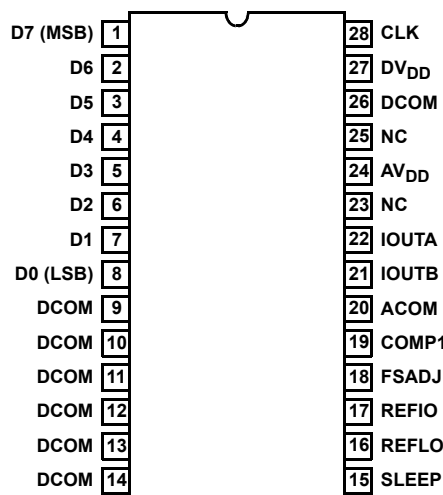 D7 (MSB) 1 28 CLK
D6 2 27 DVDD
D5 3 26 DCOM
D4 4 25 NC
D3 5 24 AVDD
D2 6 23 NC
D1 7 22 IOUTA
D0 (LSB) 8 21 IOUTB
DCOM 9 20 ACOM
DCOM 10 19 COMP1
DCOM 11 18 FSADJ
DCOM 12 17 REFIO
DCOM 13 16 REFLO
DCOM 14 15 SLEEP